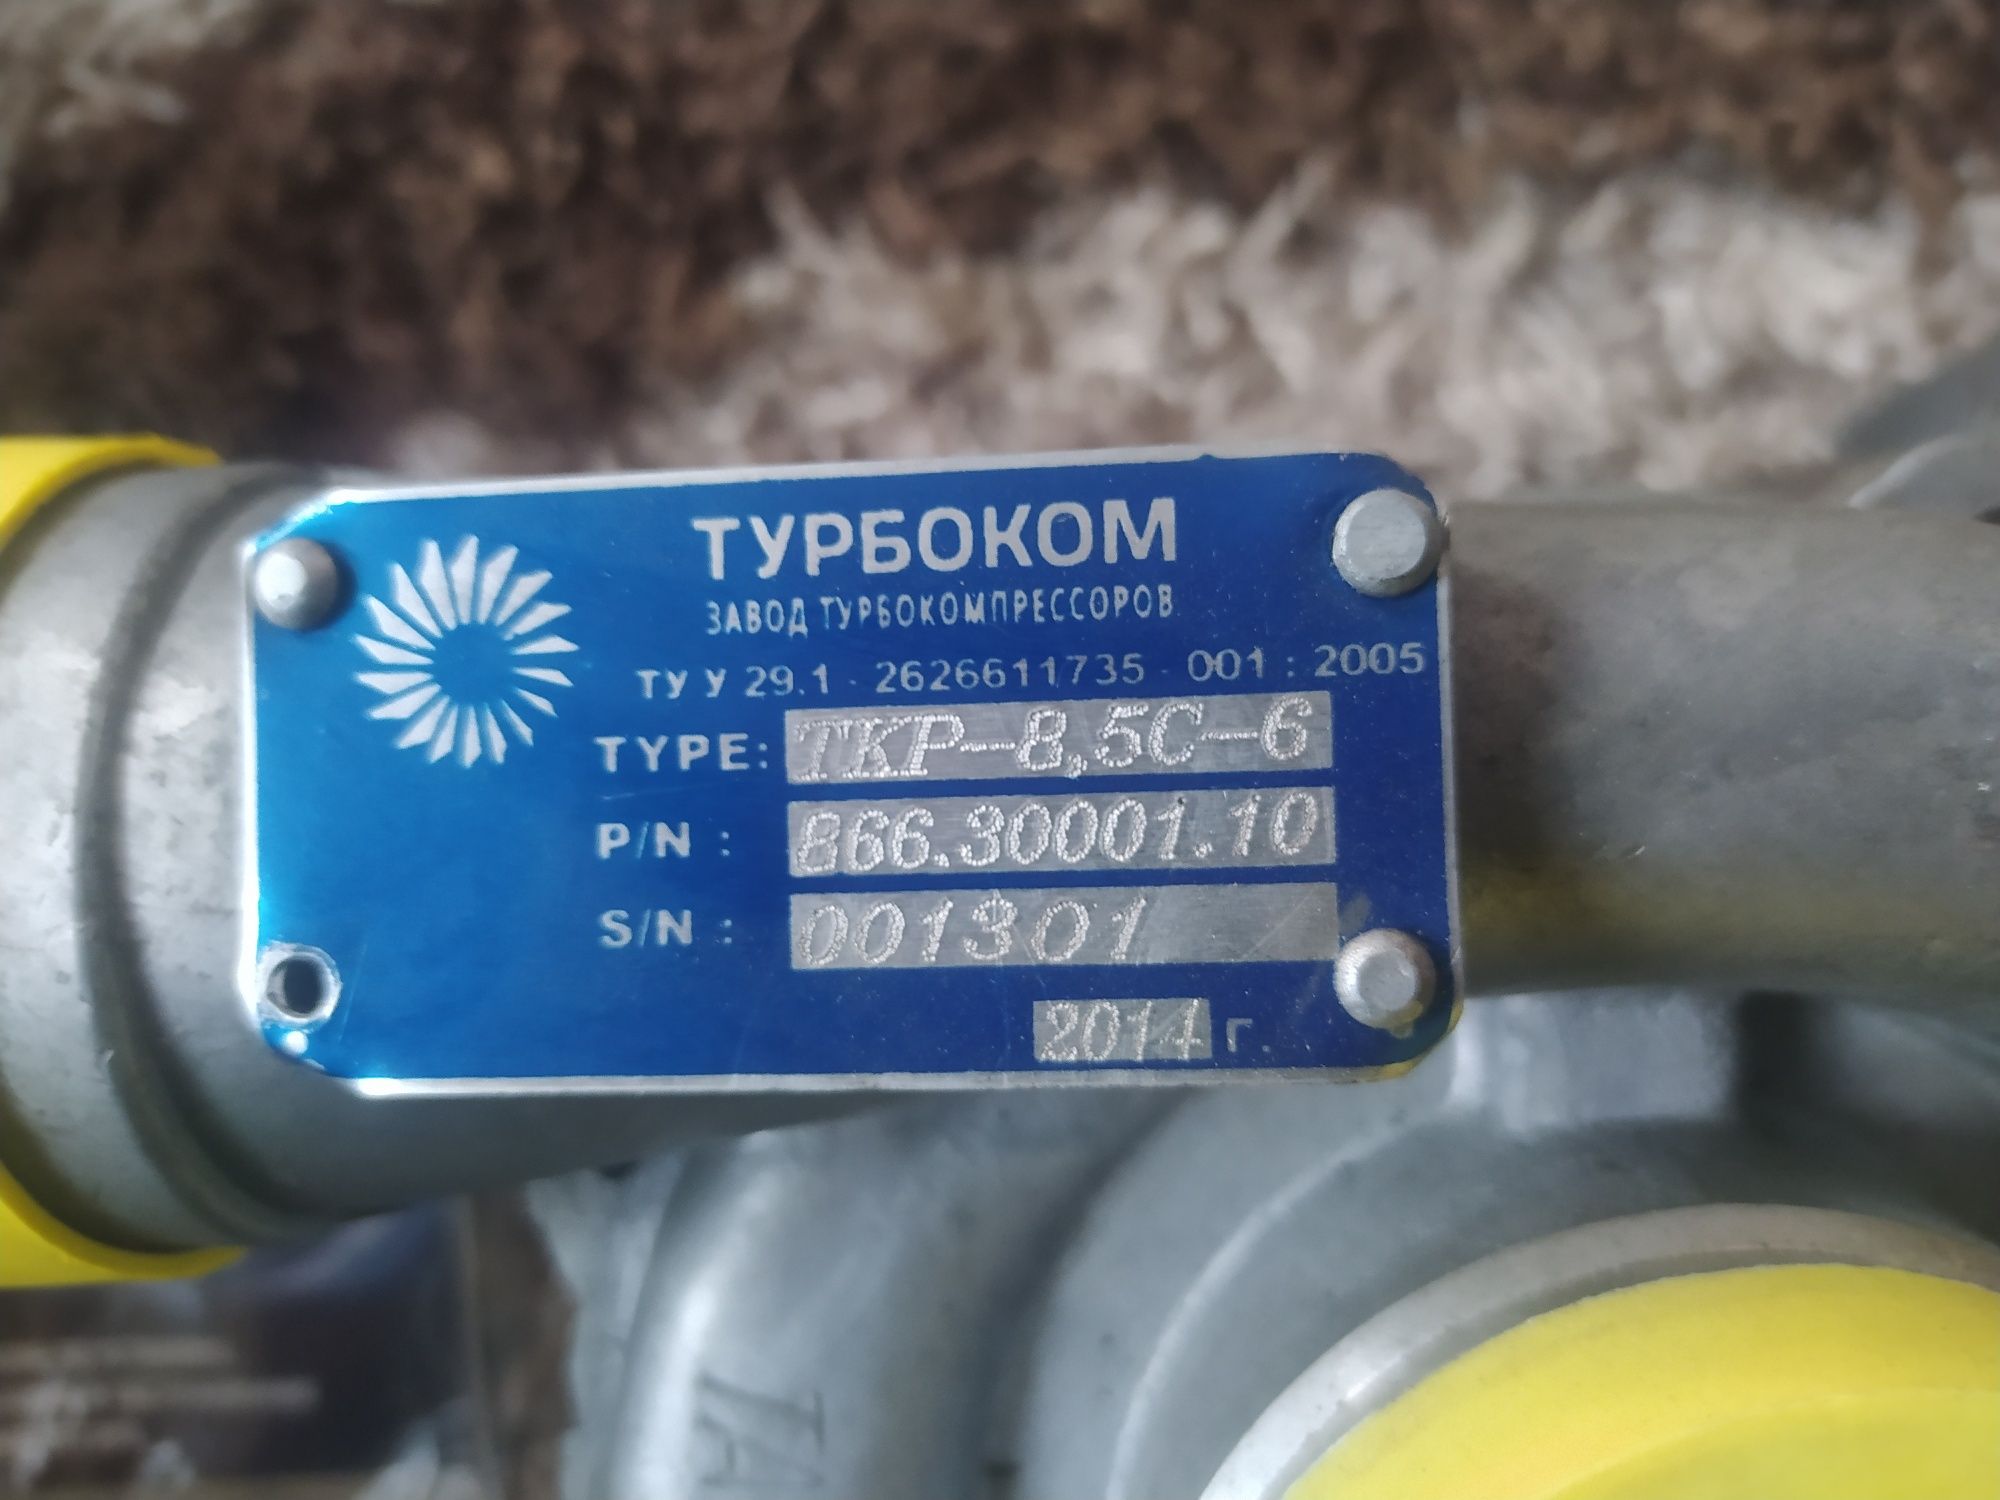 ТУРБОКОМ
ЗАВОД ТУРБОКОМПРЕССОРОВ
ТУ У 29.1 - 2626611735 - 001 : 2005
TYPE: ТКР-8,5С-6
P/N : 866.30001.10
S/N : 001301
2014 г.